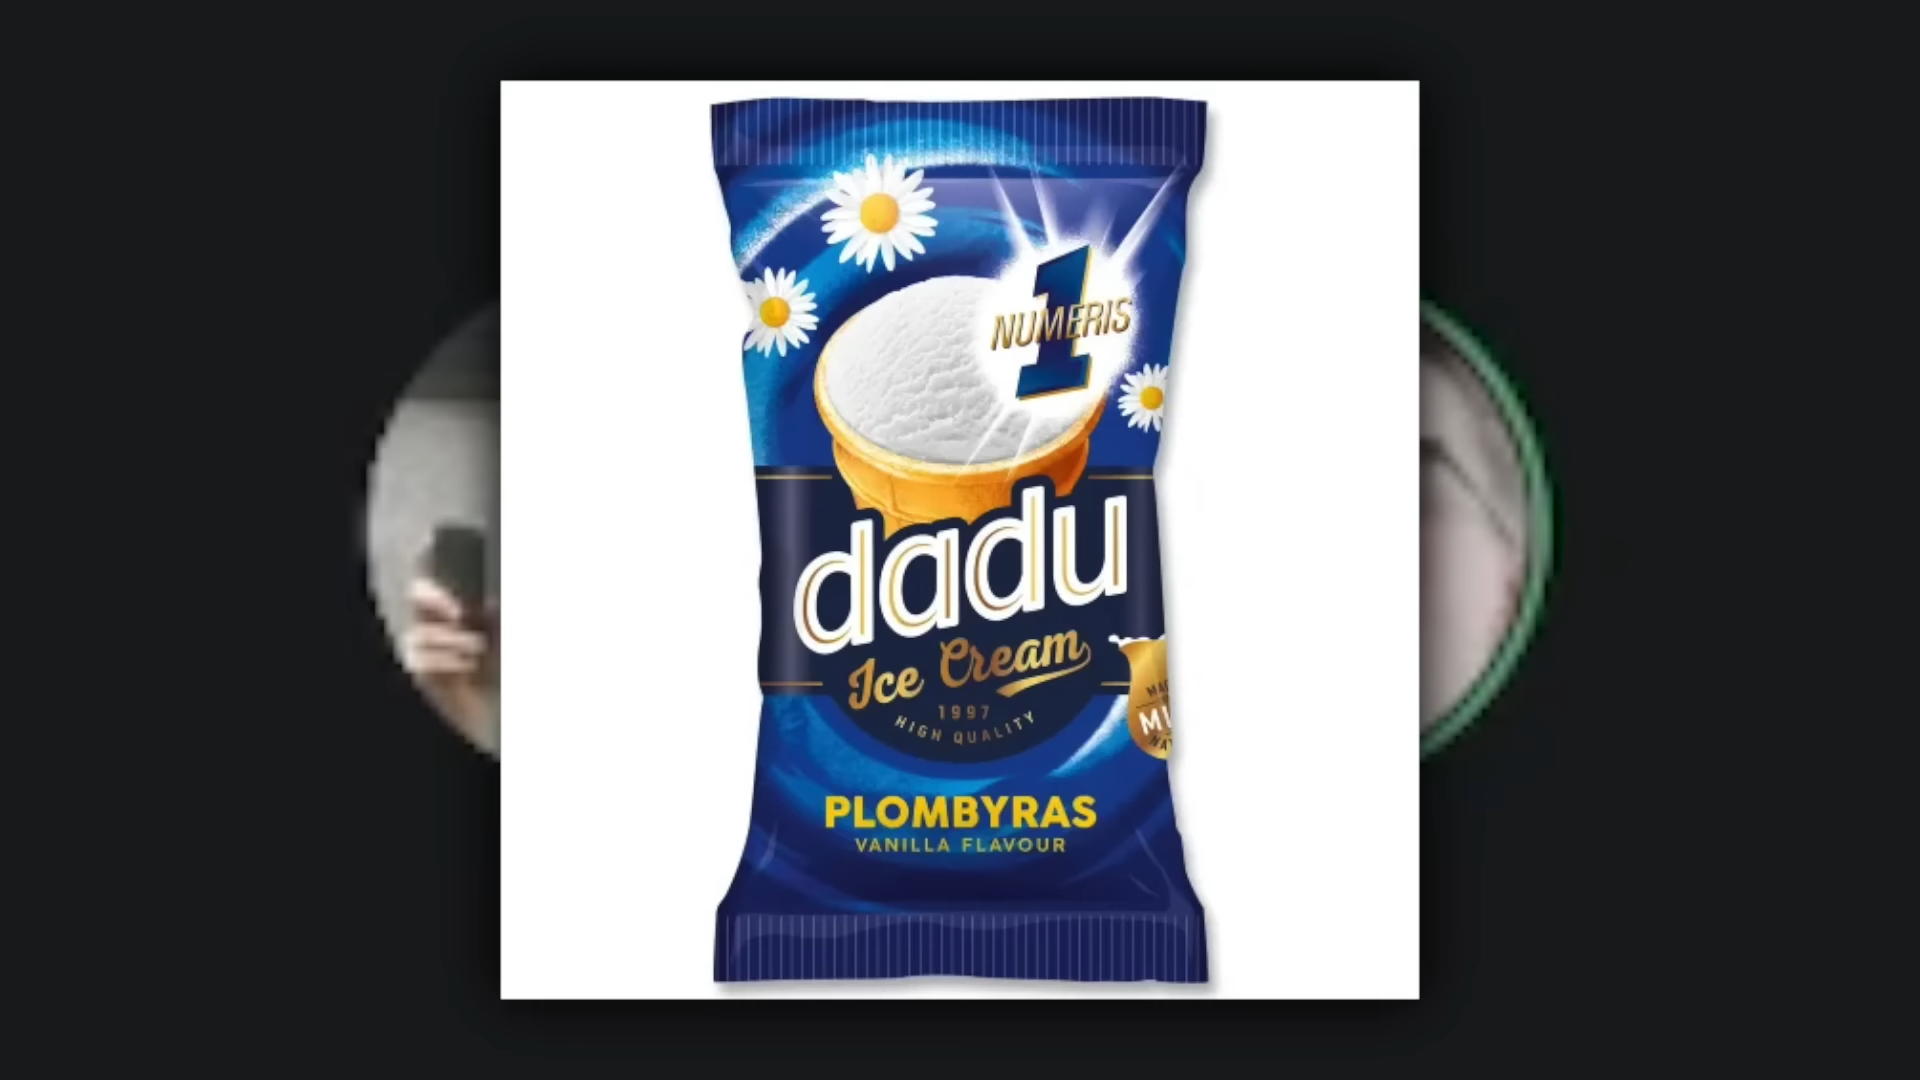 1
NUMERIS
dadu
Ice Cream
1997
HIGH QUALITY
PLOMBYRAS
VANILLA FLAVOUR